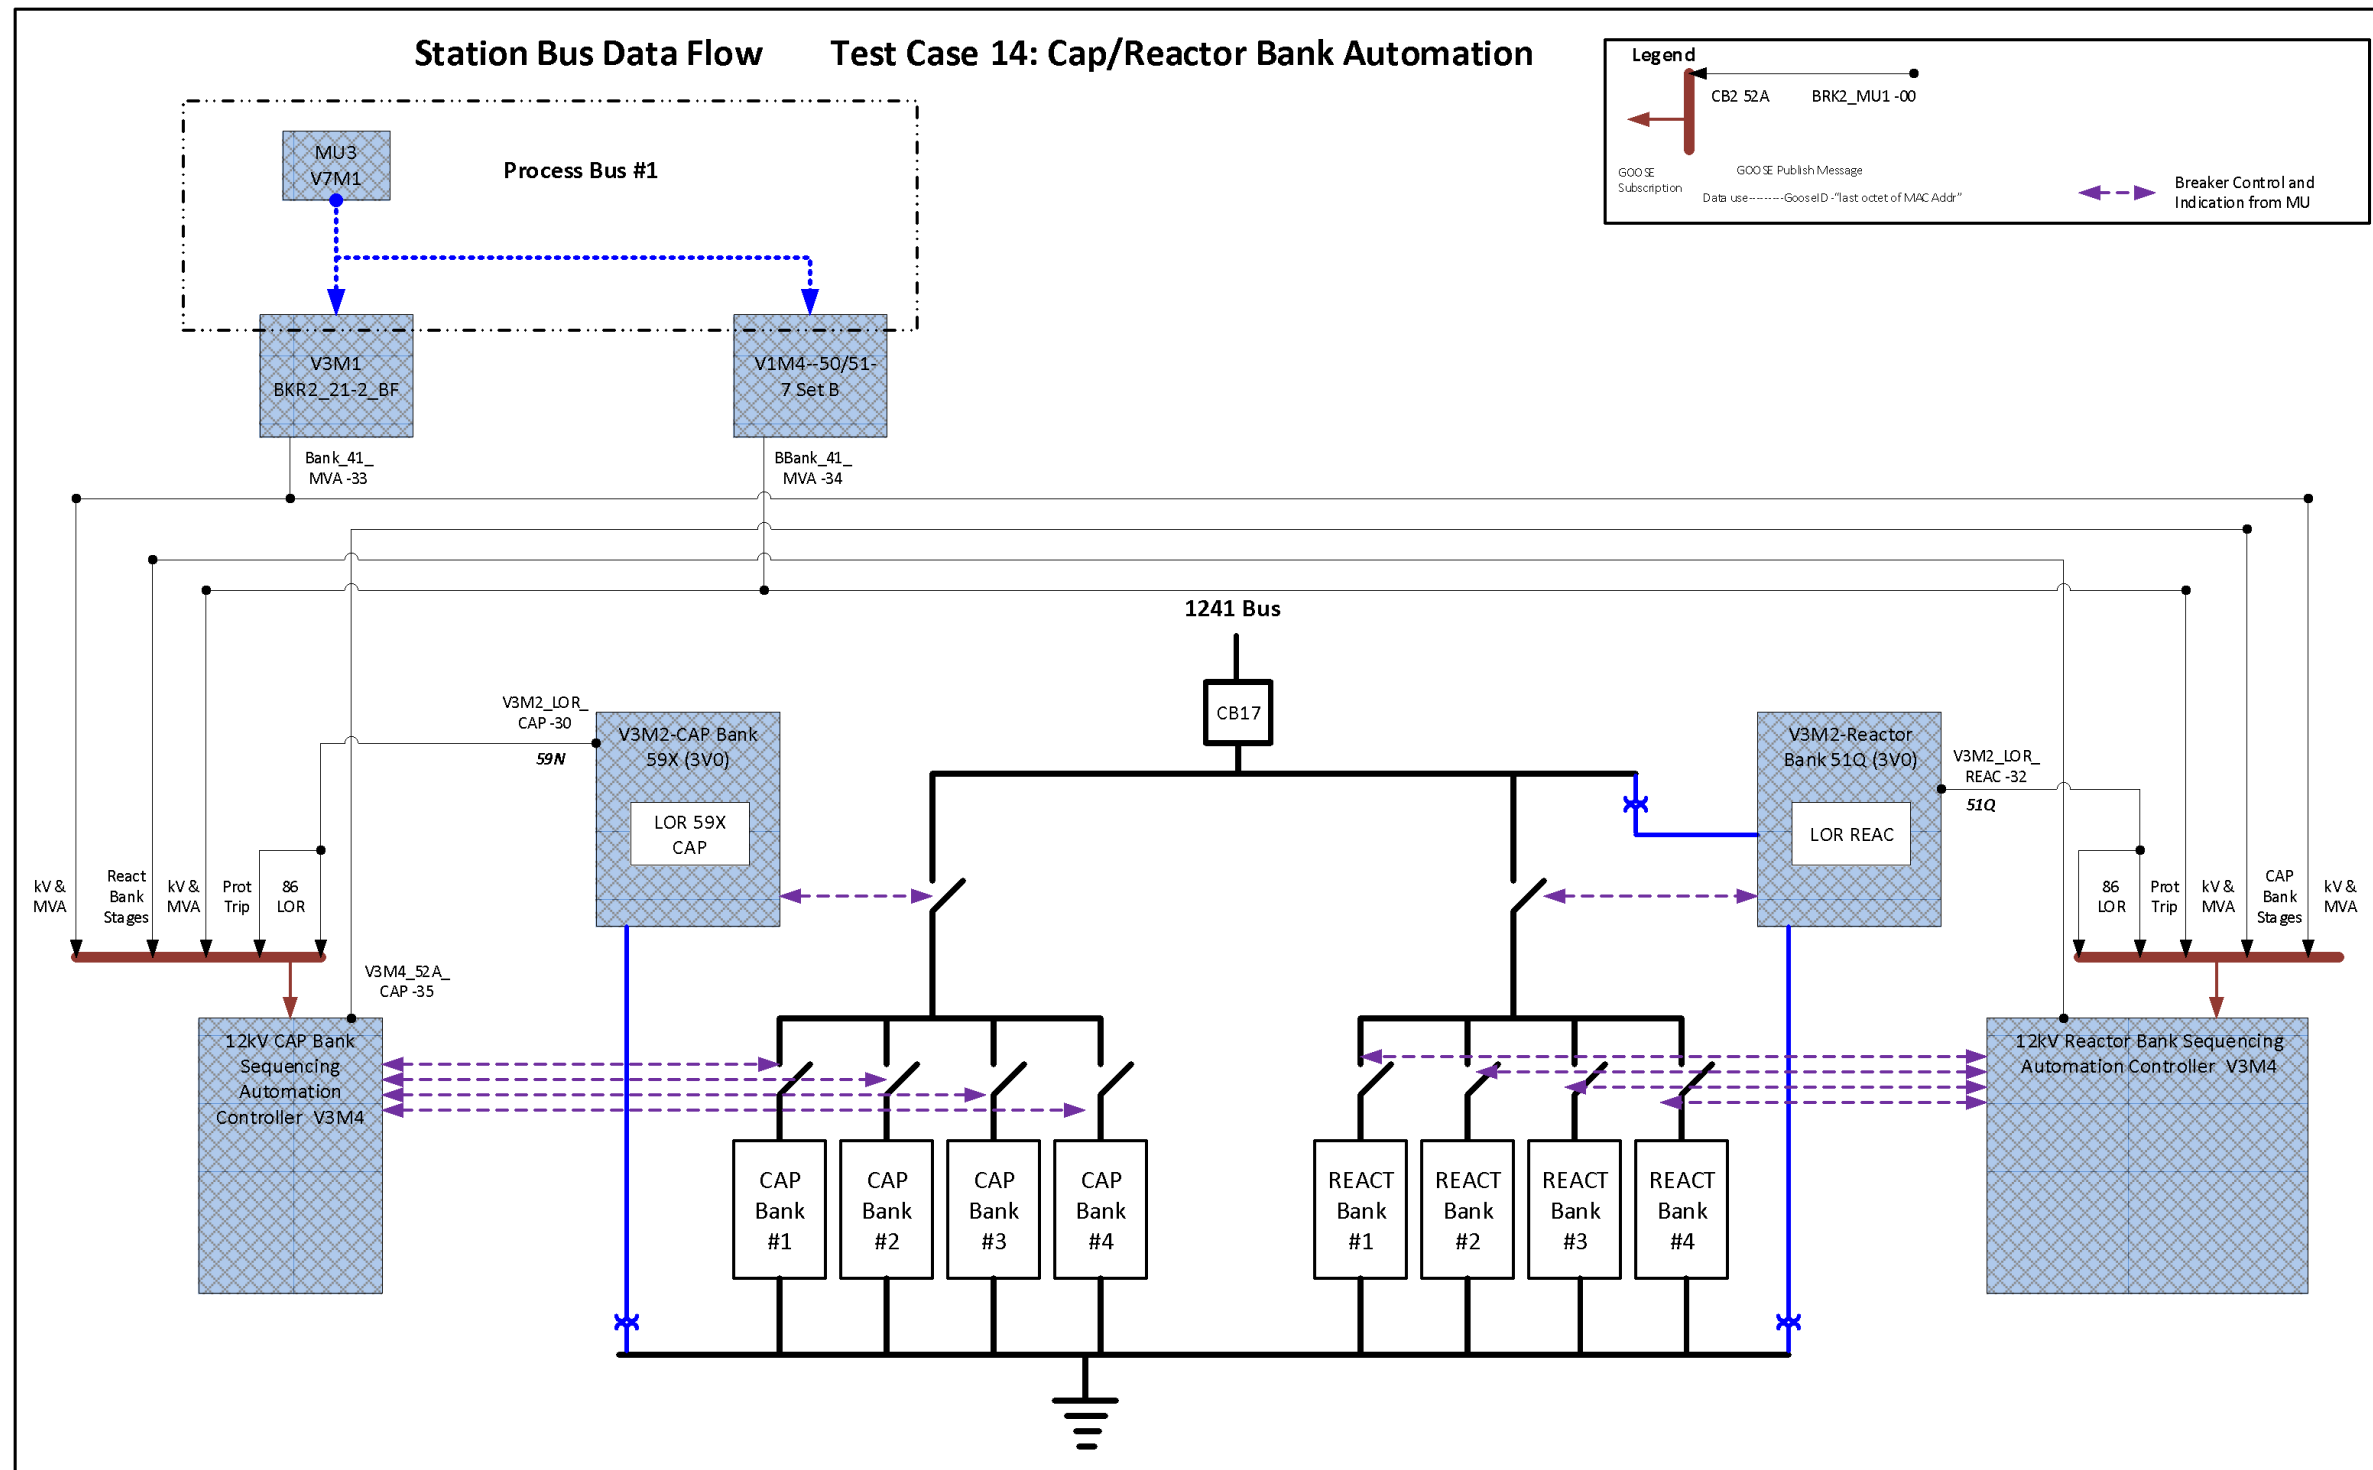 Station Bus Data Flow Test Case 14: Cap/Reactor Bank Automation
Legend
CB2 52A BRK2_MU1 -00
GOOSE
Subscription
GOOSE Publish Message
Data use---------GooseID -"last octet of MAC Addr"
Breaker Control and
Indication from MU
MU3
V7M1
Process Bus #1
V3M1
BKR2_21-2_BF
V1M4--50/51-
7 Set B
Bank_41_
MVA -33
BBank_41_
MVA -34
1241 Bus
CB17
V3M2_LOR_
CAP -30
59N
V3M2-CAP Bank
59X (3V0)
LOR 59X
CAP
V3M2-Reactor
Bank 51Q (3V0)
LOR REAC
V3M2_LOR_
REAC -32
51Q
kV &
MVA
React
Bank
Stages
kV &
MVA
Prot
Trip
86
LOR
86
LOR
Prot
Trip
kV &
MVA
CAP
Bank
Stages
kV &
MVA
V3M4_52A_
CAP -35
12kV CAP Bank
Sequencing
Automation
Controller V3M4
12kV Reactor Bank Sequencing
Automation Controller V3M4
CAP
Bank
#1
CAP
Bank
#2
CAP
Bank
#3
CAP
Bank
#4
REACT
Bank
#1
REACT
Bank
#2
REACT
Bank
#3
REACT
Bank
#4